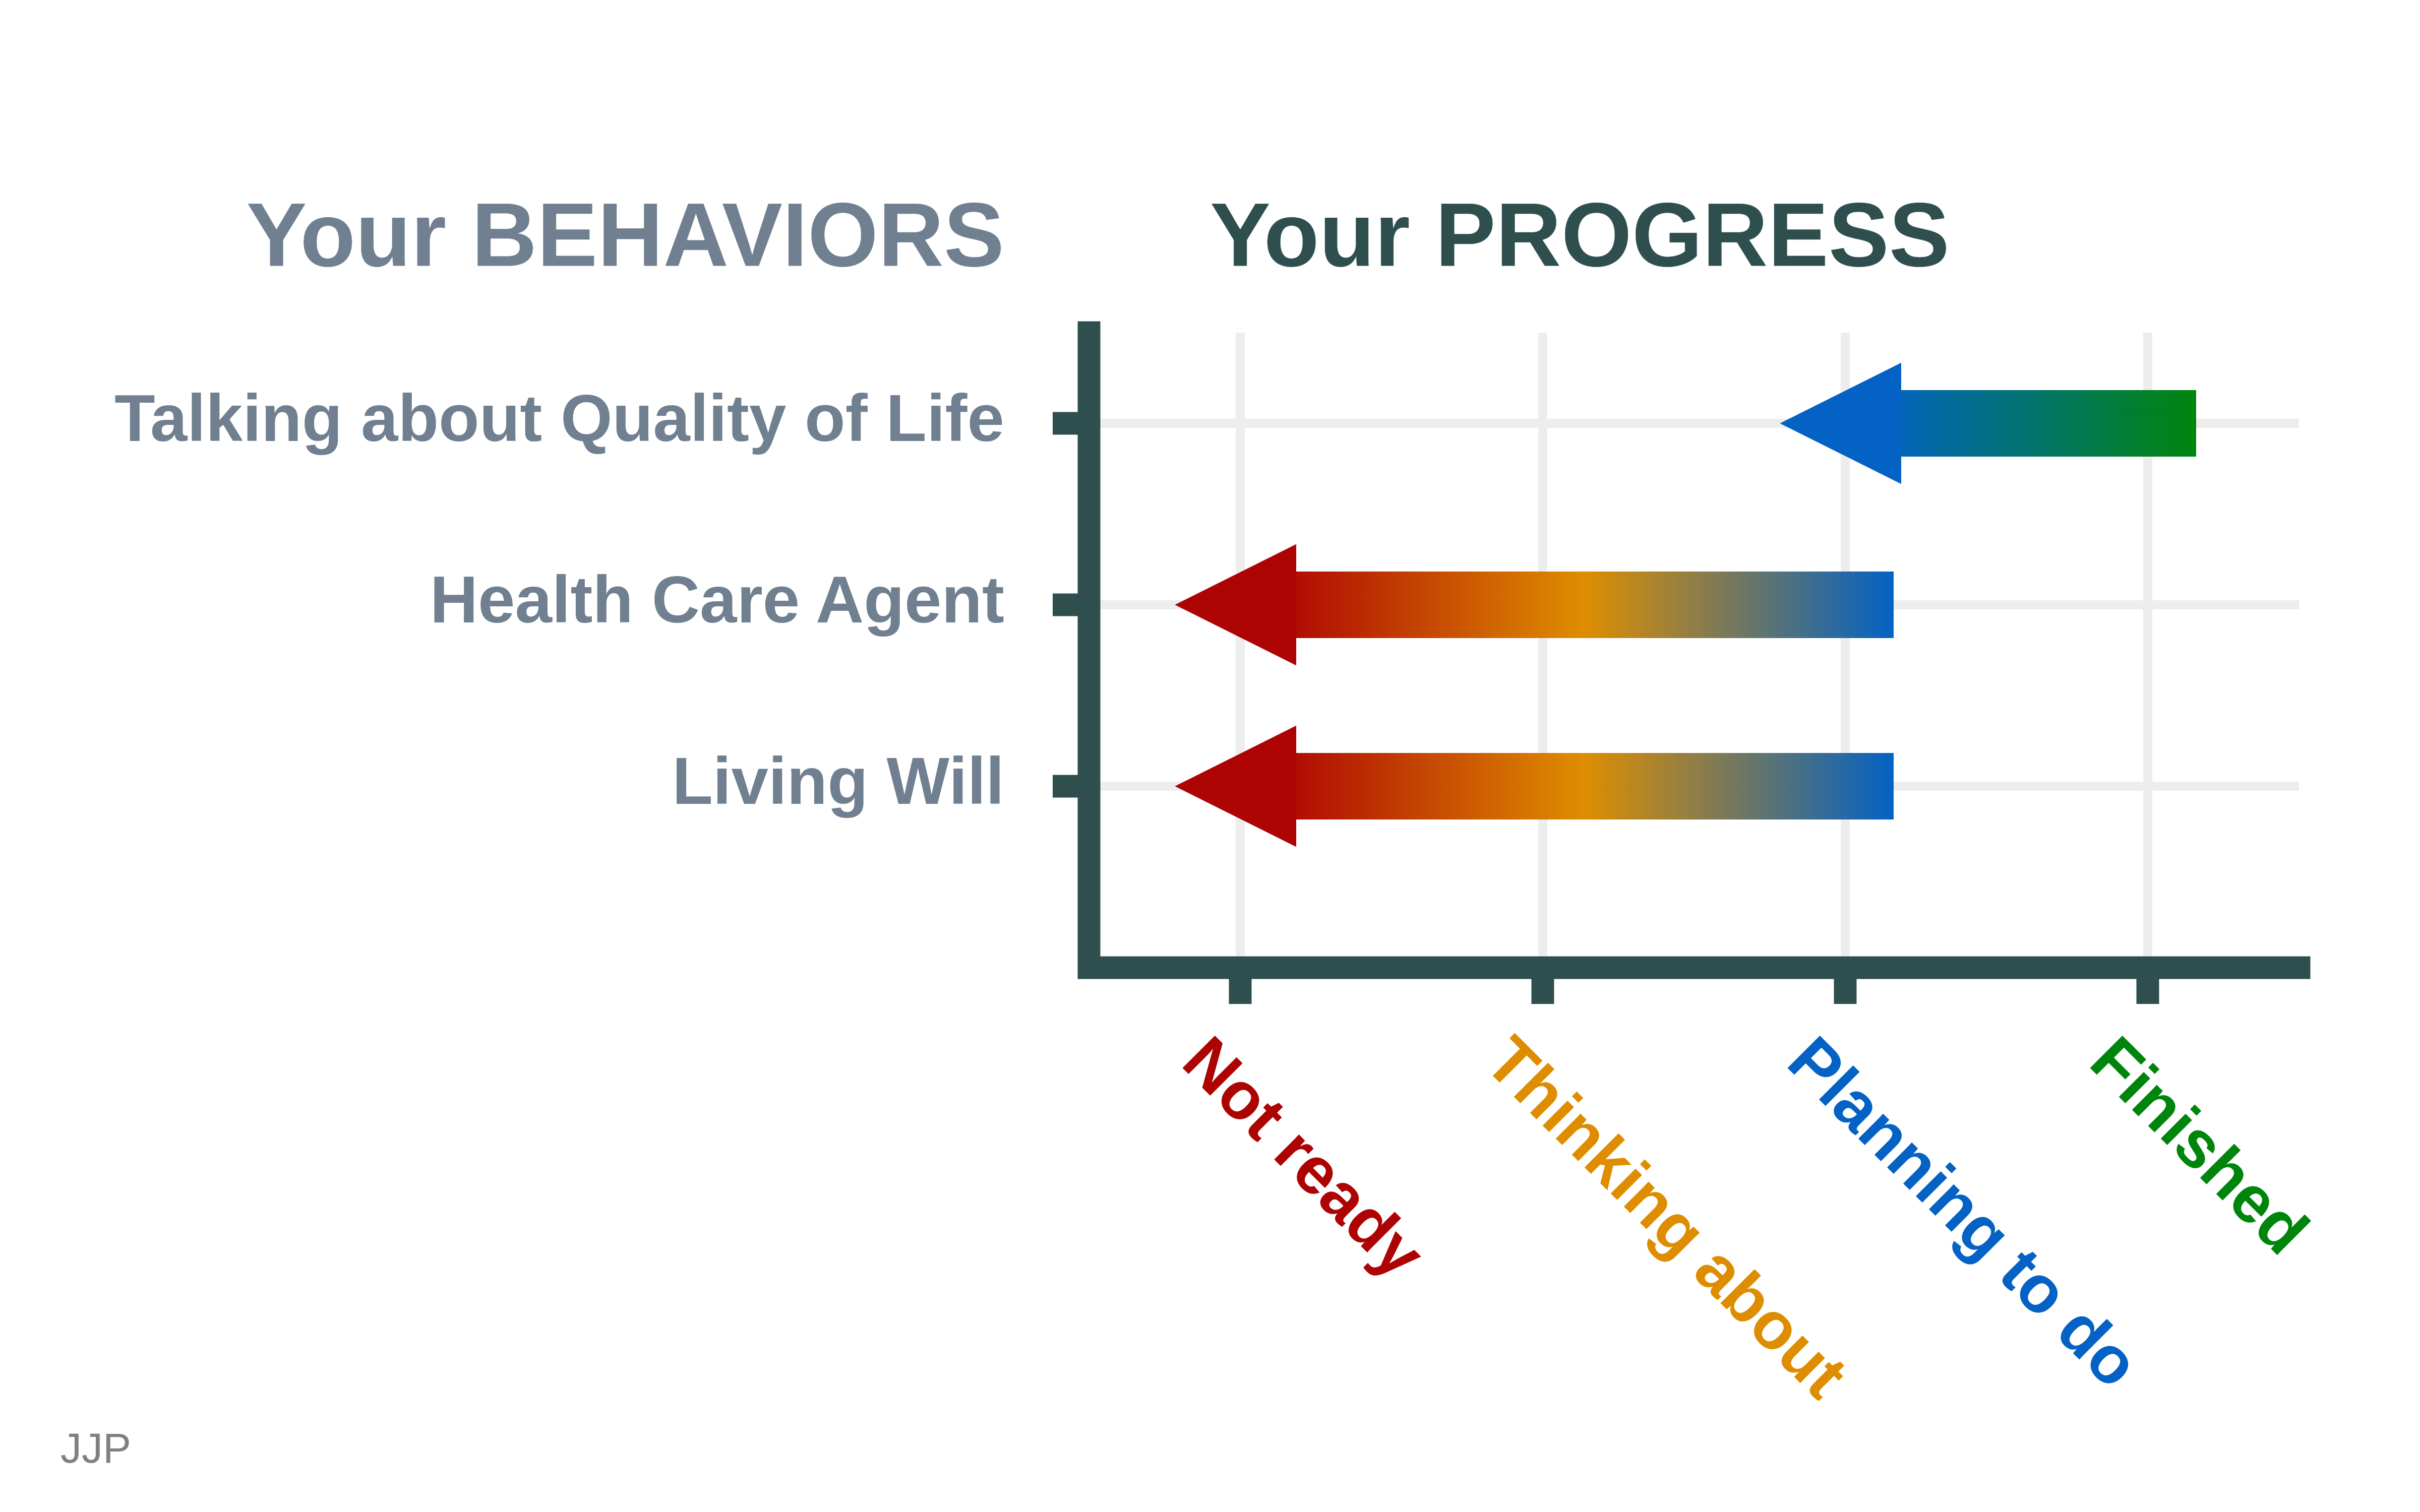 Your BEHAVIORS
Your PROGRESS
Talking about Quality of Life
Health Care Agent
Living Will
Not ready
Thinking about
Planning to do
Finished
JJP